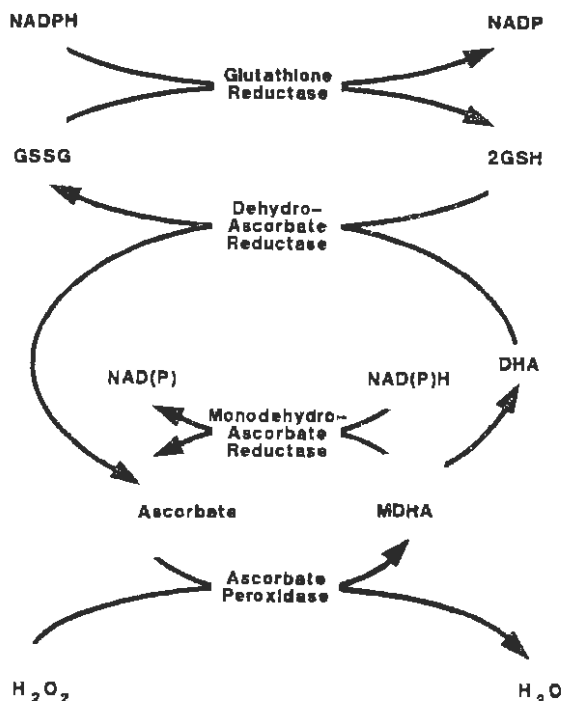 NADPH NADP
Glutathione
Reductase
GSSG 2GSH
Dehydro-
Ascorbate
Reductase
DHA
NAD(P) NAD(P)H
Monodehydro-
Ascorbate
Reductase
Ascorbate MDHA
Ascorbate
Peroxidase
H₂O₂ H₂O